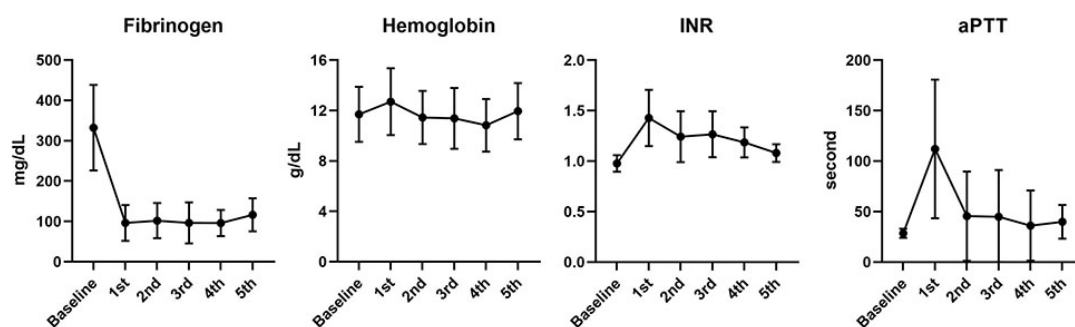 Fibrinogen
mg/dL
500
400
300
200
100
0
Baseline
1st
2nd
3rd
4th
5th
Hemoglobin
g/dL
16
12
8
4
0
Baseline
1st
2nd
3rd
4th
5th
INR
2.0
1.5
1.0
0.5
0.0
Baseline
1st
2nd
3rd
4th
5th
aPTT
second
200
150
100
50
0
Baseline
1st
2nd
3rd
4th
5th